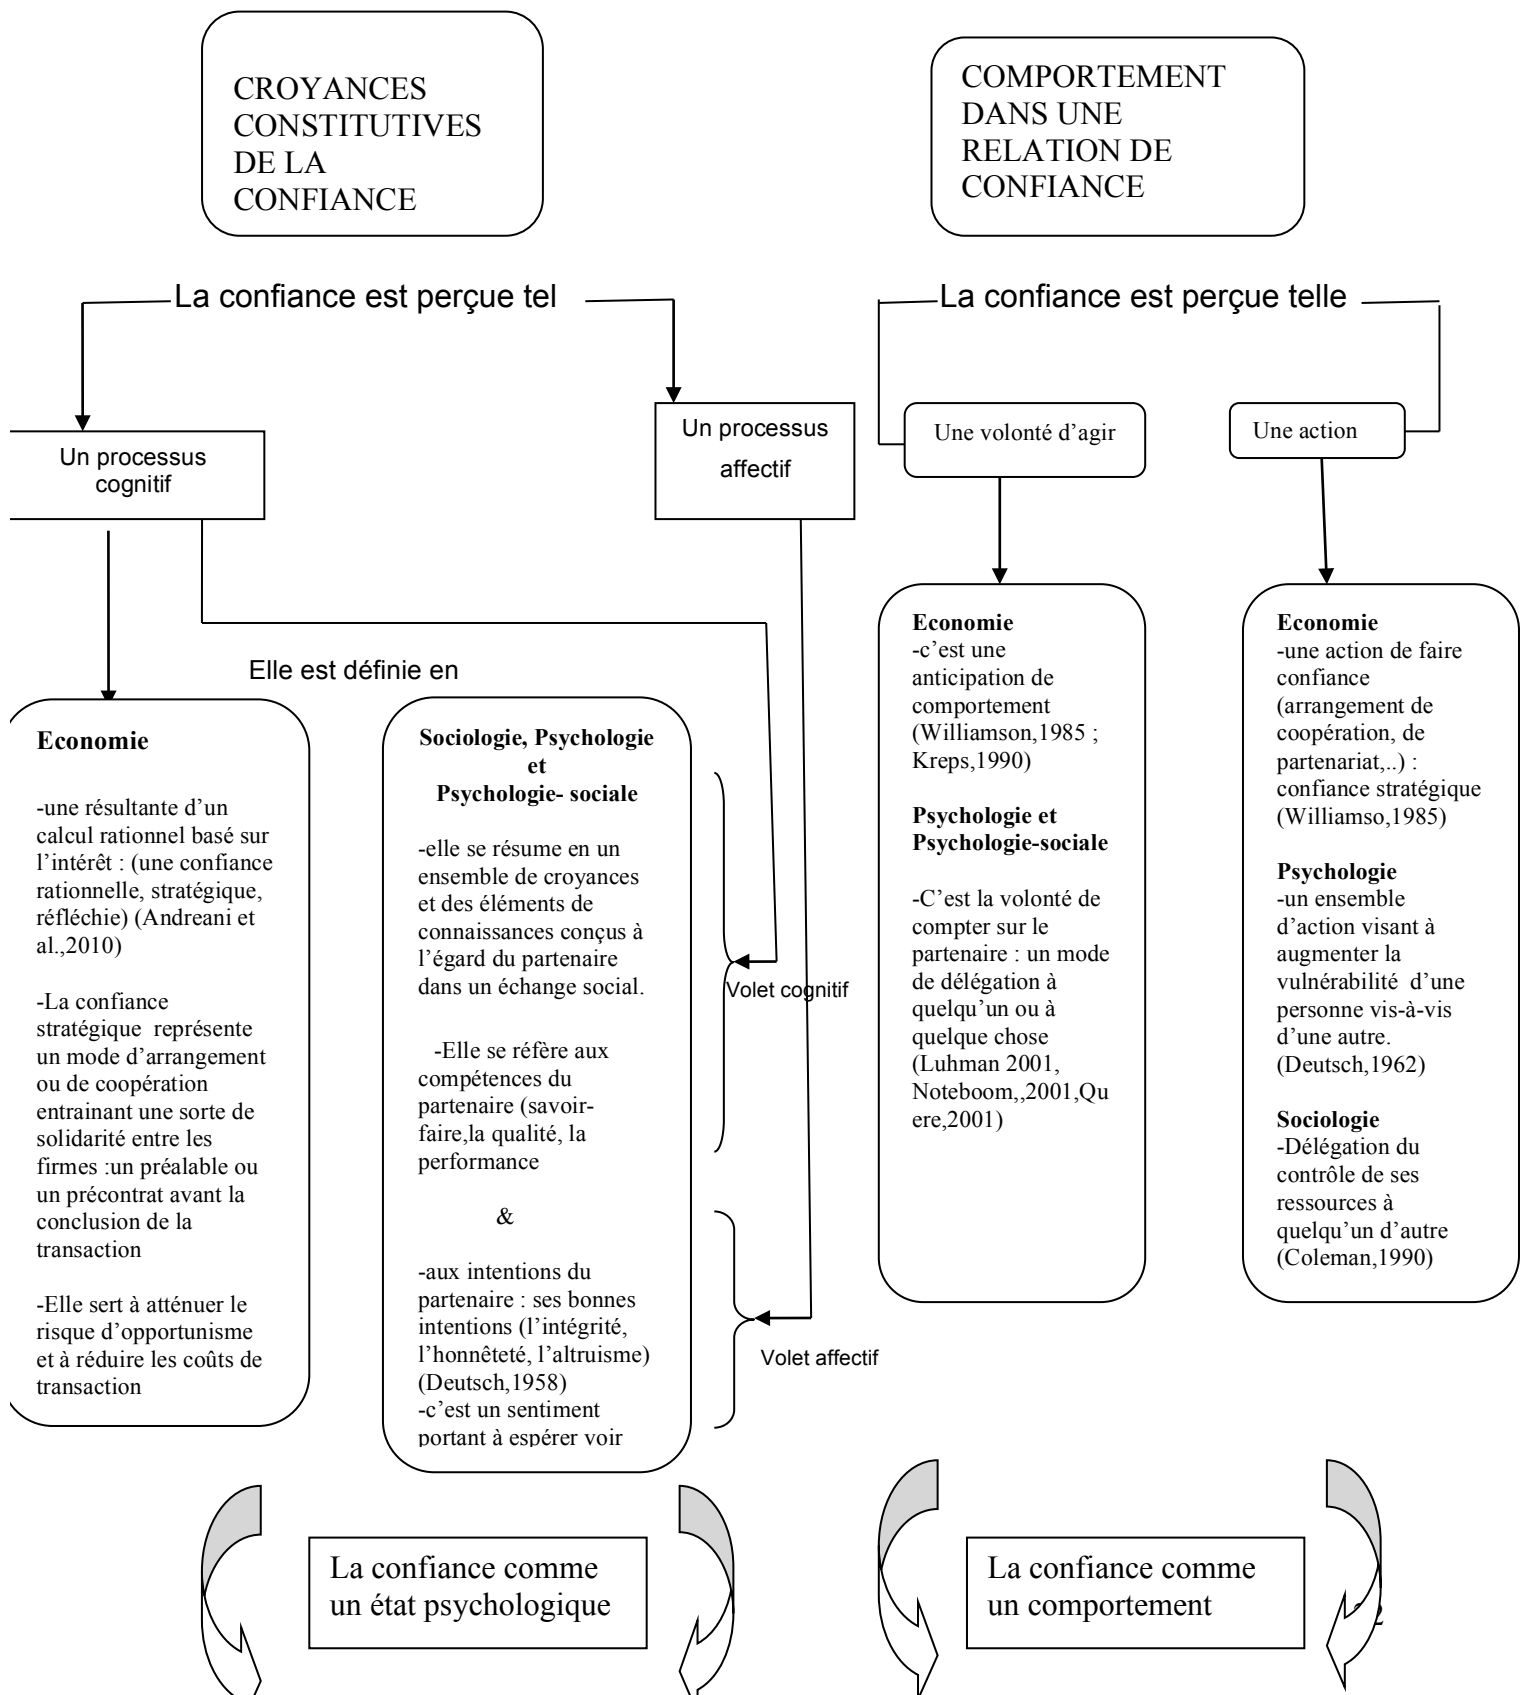 CROYANCES
CONSTITUTIVES
DE LA
CONFIANCE
COMPORTEMENT
DANS UNE
RELATION DE
CONFIANCE
La confiance est perçue tel
La confiance est perçue telle
Un processus
cognitif
Un processus
affectif
Une volonté d’agir
Une action
Elle est définie en
Economie
-une résultante d’un
calcul rationnel basé sur
l’intérêt : (une confiance
rationnelle, stratégique,
réfléchie) (Andreani et
al.,2010)
-La confiance
stratégique représente
un mode d’arrangement
ou de coopération
entrainant une sorte de
solidarité entre les
firmes :un préalable ou
un précontrat avant la
conclusion de la
transaction
-Elle sert à atténuer le
risque d’opportunisme
et à réduire les coûts de
transaction
Sociologie, Psychologie
et
Psychologie- sociale
-elle se résume en un
ensemble de croyances
et des éléments de
connaissances conçus à
l’égard du partenaire
dans un échange social.
-Elle se réfère aux
compétences du
partenaire (savoir-
faire,la qualité, la
performance
&
-aux intentions du
partenaire : ses bonnes
intentions (l’intégrité,
l’honnêteté, l’altruisme)
(Deutsch,1958)
-c’est un sentiment
portant à espérer voir
Volet cognitif
Volet affectif
Economie
-c’est une
anticipation de
comportement
(Williamson,1985 ;
Kreps,1990)
Psychologie et
Psychologie-sociale
-C’est la volonté de
compter sur le
partenaire : un mode
de délégation à
quelqu’un ou à
quelque chose
(Luhman 2001,
Noteboom,,2001,Qu
ere,2001)
Economie
-une action de faire
confiance
(arrangement de
coopération, de
partenariat,..) :
confiance stratégique
(Williamso,1985)
Psychologie
-un ensemble
d’action visant à
augmenter la
vulnérabilité d’une
personne vis-à-vis
d’une autre.
(Deutsch,1962)
Sociologie
-Délégation du
contrôle de ses
ressources à
quelqu’un d’autre
(Coleman,1990)
La confiance comme
un état psychologique
La confiance comme
un comportement